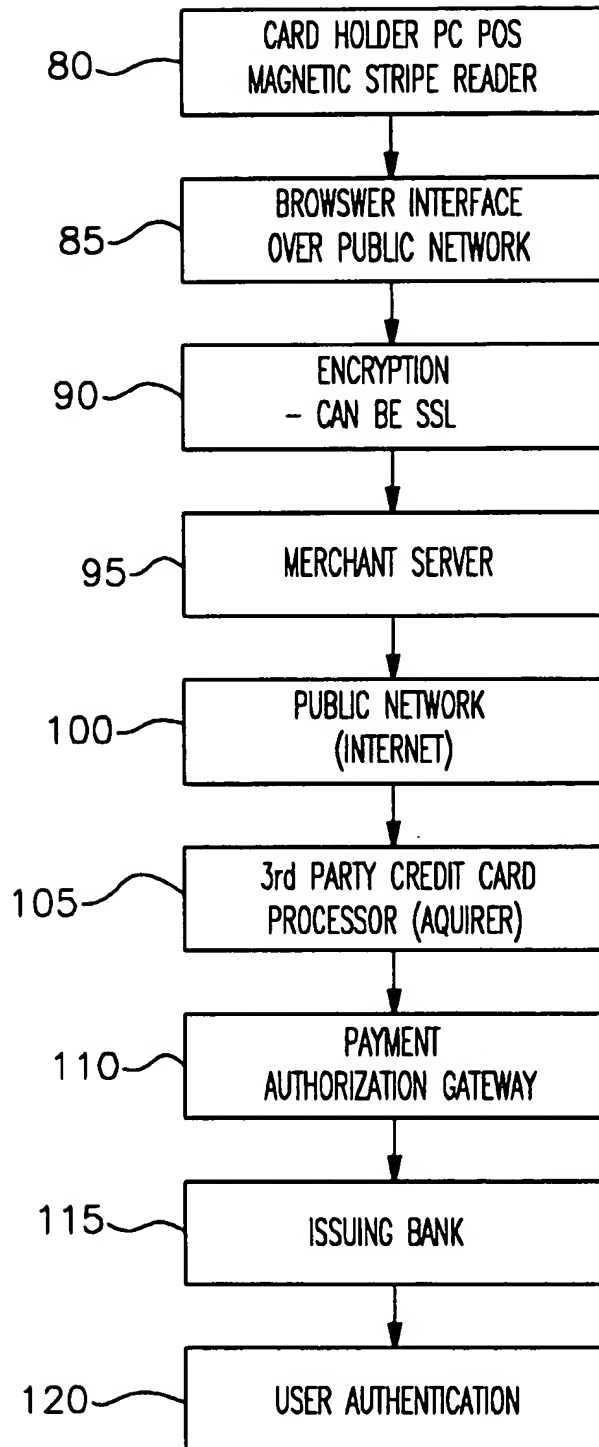 CARD HOLDER PC POS
80 MAGNETIC STRIPE READER
BROWSWER INTERFACE
85 OVER PUBLIC NETWORK
ENCRYPTION
90 – CAN BE SSL
95 MERCHANT SERVER
PUBLIC NETWORK
100 (INTERNET)
3rd PARTY CREDIT CARD
105 PROCESSOR (AQUIRER)
PAYMENT
110 AUTHORIZATION GATEWAY
115 ISSUING BANK
120 USER AUTHENTICATION